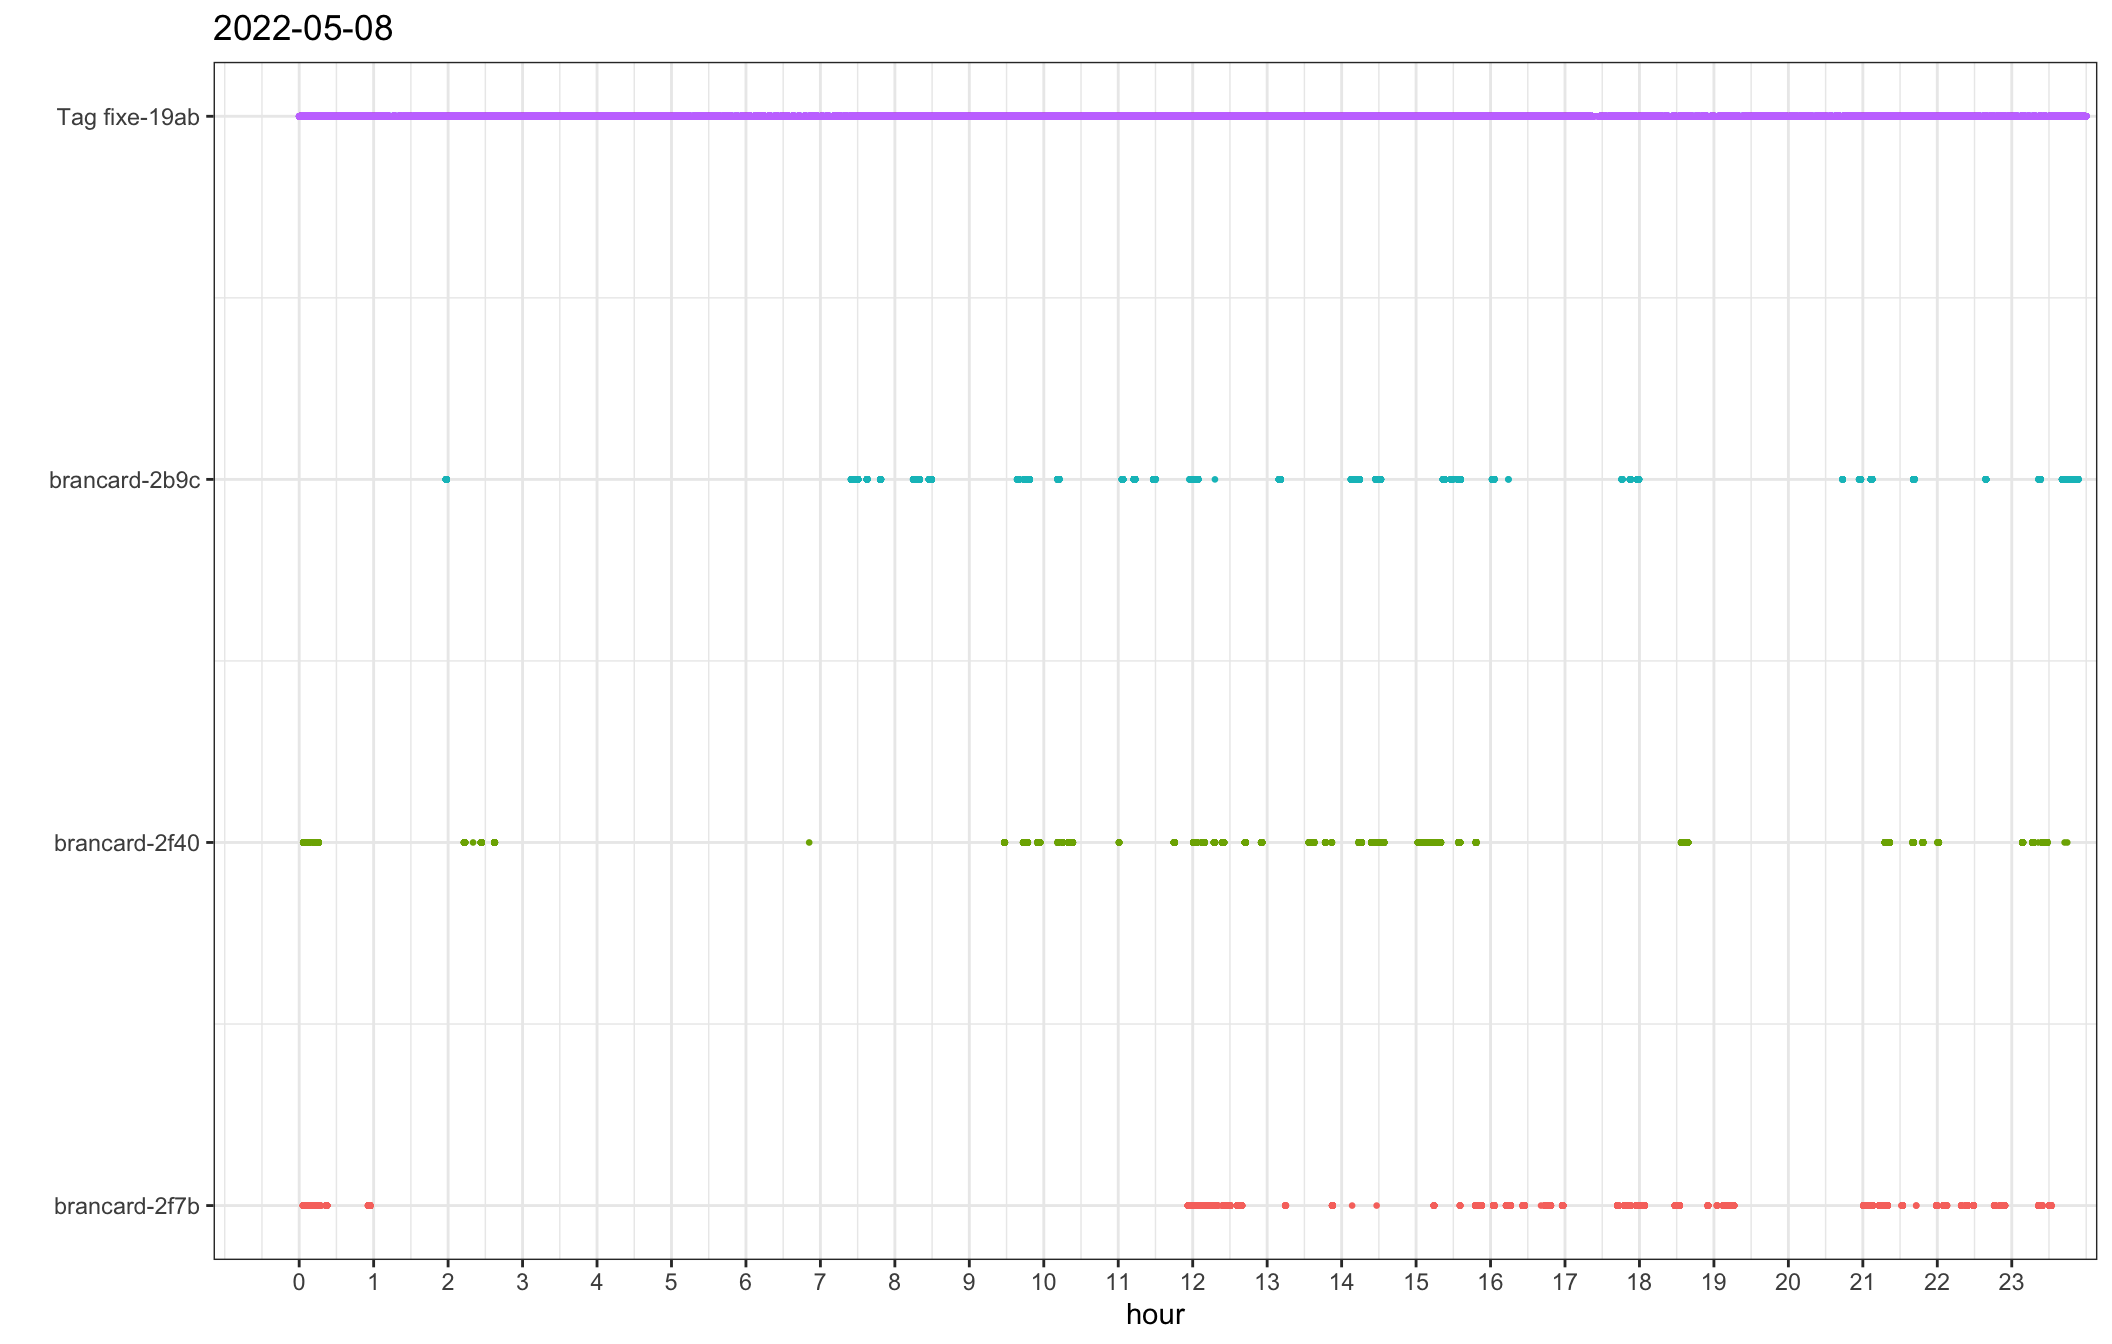 2022-05-08
Tag fixe-19ab
brancard-2b9c
brancard-2f40
brancard-2f7b
0 1 2 3 4 5 6 7 8 9 10 11 12 13 14 15 16 17 18 19 20 21 22 23
hour